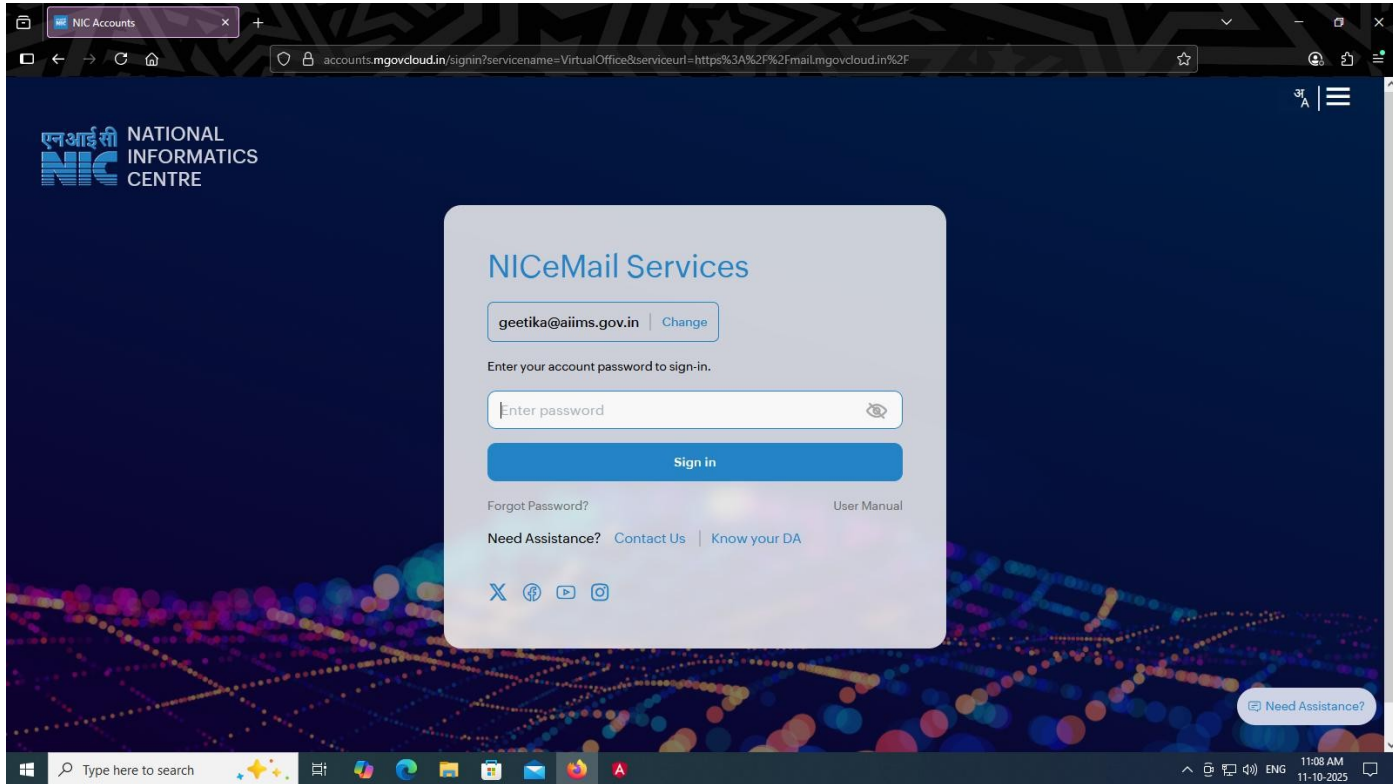 NIC Accounts
accounts.mgovcloud.in/signin?servicename=VirtualOffice&serviceurl=https%3A%2F%2Fmail.mgovcloud.in%2F
अ A
एनआईसी
NIC
NATIONAL
INFORMATICS
CENTRE
NICeMail Services
geetika@aiims.gov.in | Change
Enter your account password to sign-in.
Enter password
Sign in
Forgot Password? User Manual
Need Assistance? Contact Us | Know your DA
Need Assistance?
Type here to search
ENG
11:08 AM
11-10-2025